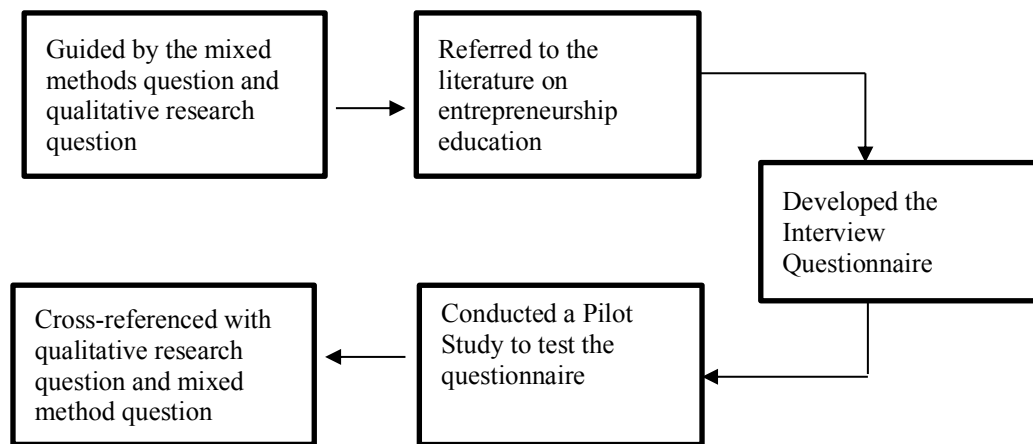 Guided by the mixed
methods question and
qualitative research
question
Referred to the
literature on
entrepreneurship
education
Developed the
Interview
Questionnaire
Conducted a Pilot
Study to test the
questionnaire
Cross-referenced with
qualitative research
question and mixed
method question